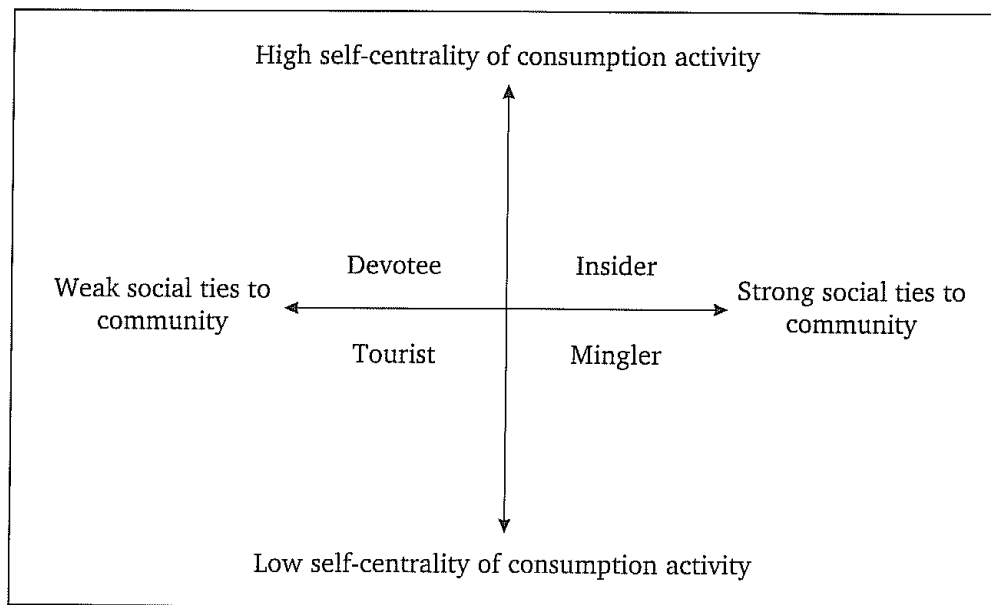 High self-centrality of consumption activity
Devotee
Insider
Weak social ties to
community
Strong social ties to
community
Tourist
Mingler
Low self-centrality of consumption activity